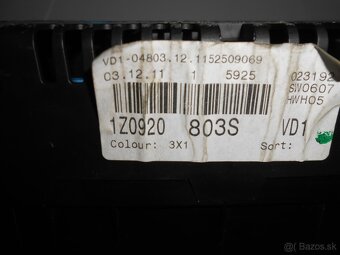 VD1-04803.12.1152509069
03.12.11 1 5925
023192
SW0607
HWH05
1Z0920 803S VD1
Colour: 3X1 Sort:
Bazos.sk